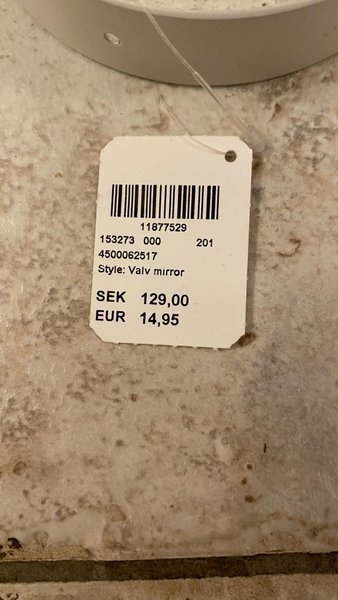 11877529
153273 000 201
4500062517
Style: Valv mirror
SEK 129,00
EUR 14,95